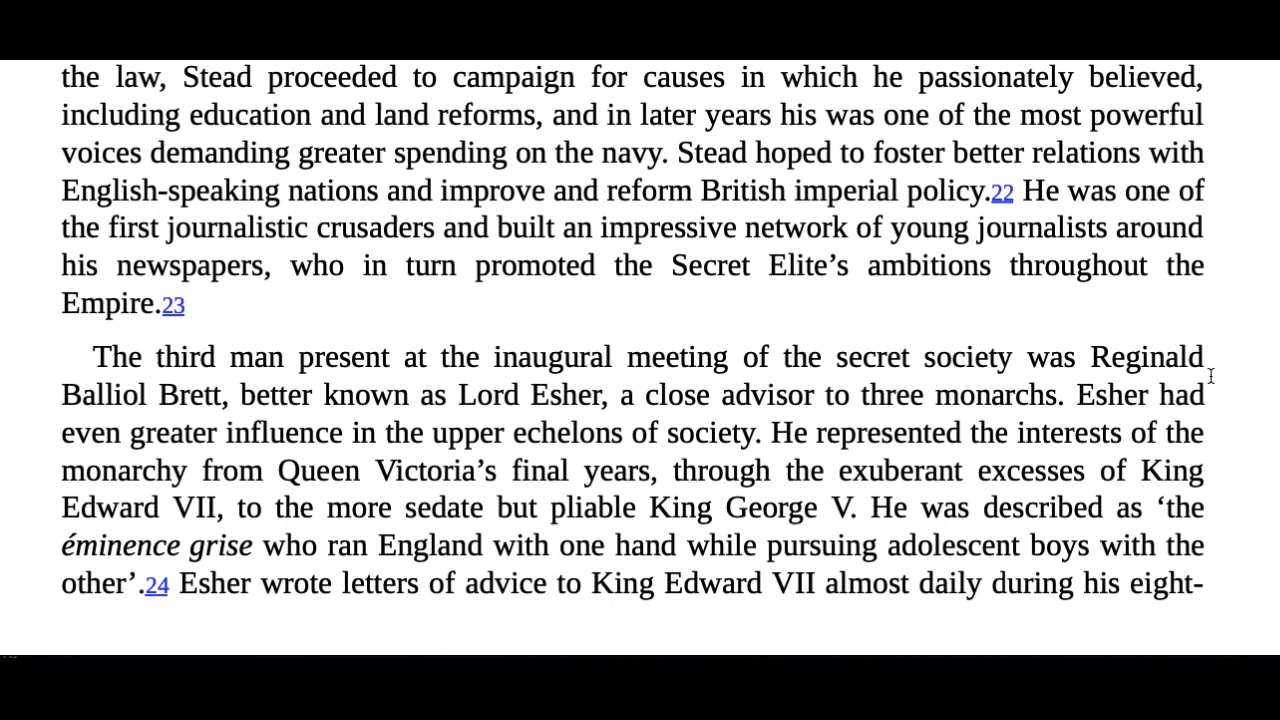 the law, Stead proceeded to campaign for causes in which he passionately believed,
including education and land reforms, and in later years his was one of the most powerful
voices demanding greater spending on the navy. Stead hoped to foster better relations with
English-speaking nations and improve and reform British imperial policy.22 He was one of
the first journalistic crusaders and built an impressive network of young journalists around
his newspapers, who in turn promoted the Secret Elite’s ambitions throughout the
Empire.23
The third man present at the inaugural meeting of the secret society was Reginald
Balliol Brett, better known as Lord Esher, a close advisor to three monarchs. Esher had
even greater influence in the upper echelons of society. He represented the interests of the
monarchy from Queen Victoria’s final years, through the exuberant excesses of King
Edward VII, to the more sedate but pliable King George V. He was described as ‘the
éminence grise who ran England with one hand while pursuing adolescent boys with the
other’.24 Esher wrote letters of advice to King Edward VII almost daily during his eight-